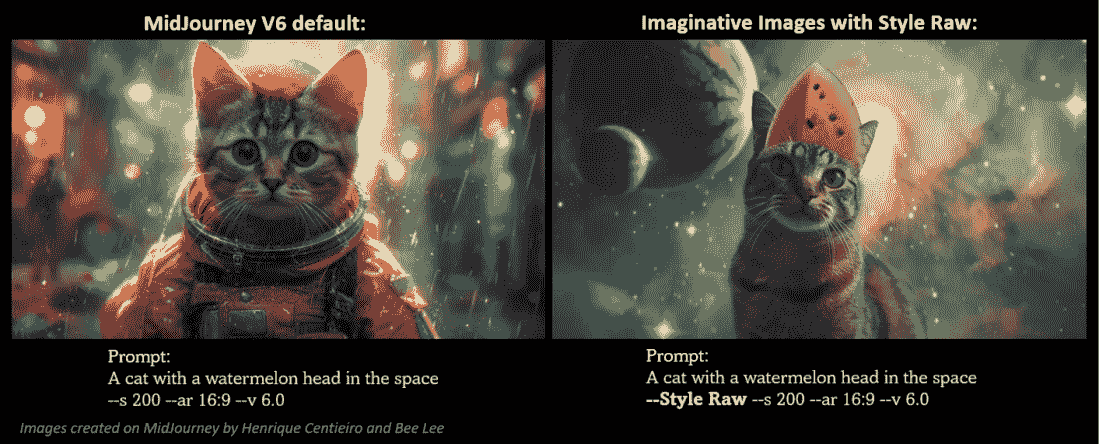 MidJourney V6 default:
Imaginative Images with Style Raw:
Prompt:
A cat with a watermelon head in the space
--s 200 --ar 16:9 --v 6.0
Prompt:
A cat with a watermelon head in the space
--Style Raw --s 200 --ar 16:9 --v 6.0
Images created on MidJourney by Henrique Centieiro and Bee Lee